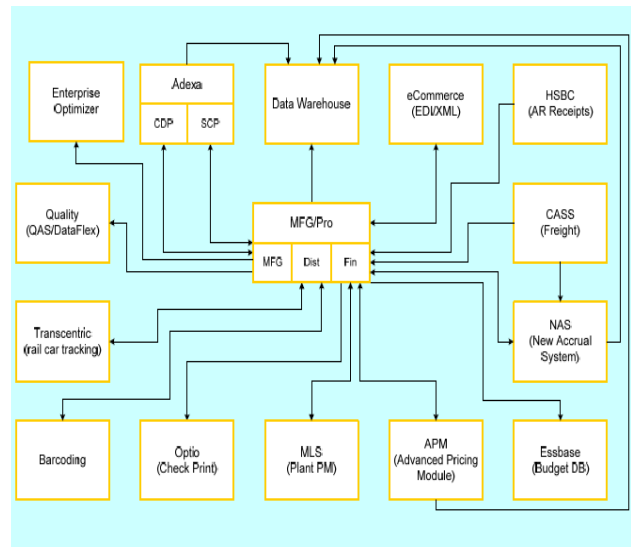 Enterprise
Optimizer
Adexa
CDP
SCP
Data Warehouse
eCommerce
(EDI/XML)
HSBC
(AR Receipts)
Quality
(QAS/DataFlex)
MFG/Pro
MFG
Dist
Fin
CASS
(Freight)
Transcentric
(rail car tracking)
NAS
(New Accrual
System)
Barcoding
Optio
(Check Print)
MLS
(Plant PM)
APM
(Advanced Pricing
Module)
Essbase
(Budget DB)